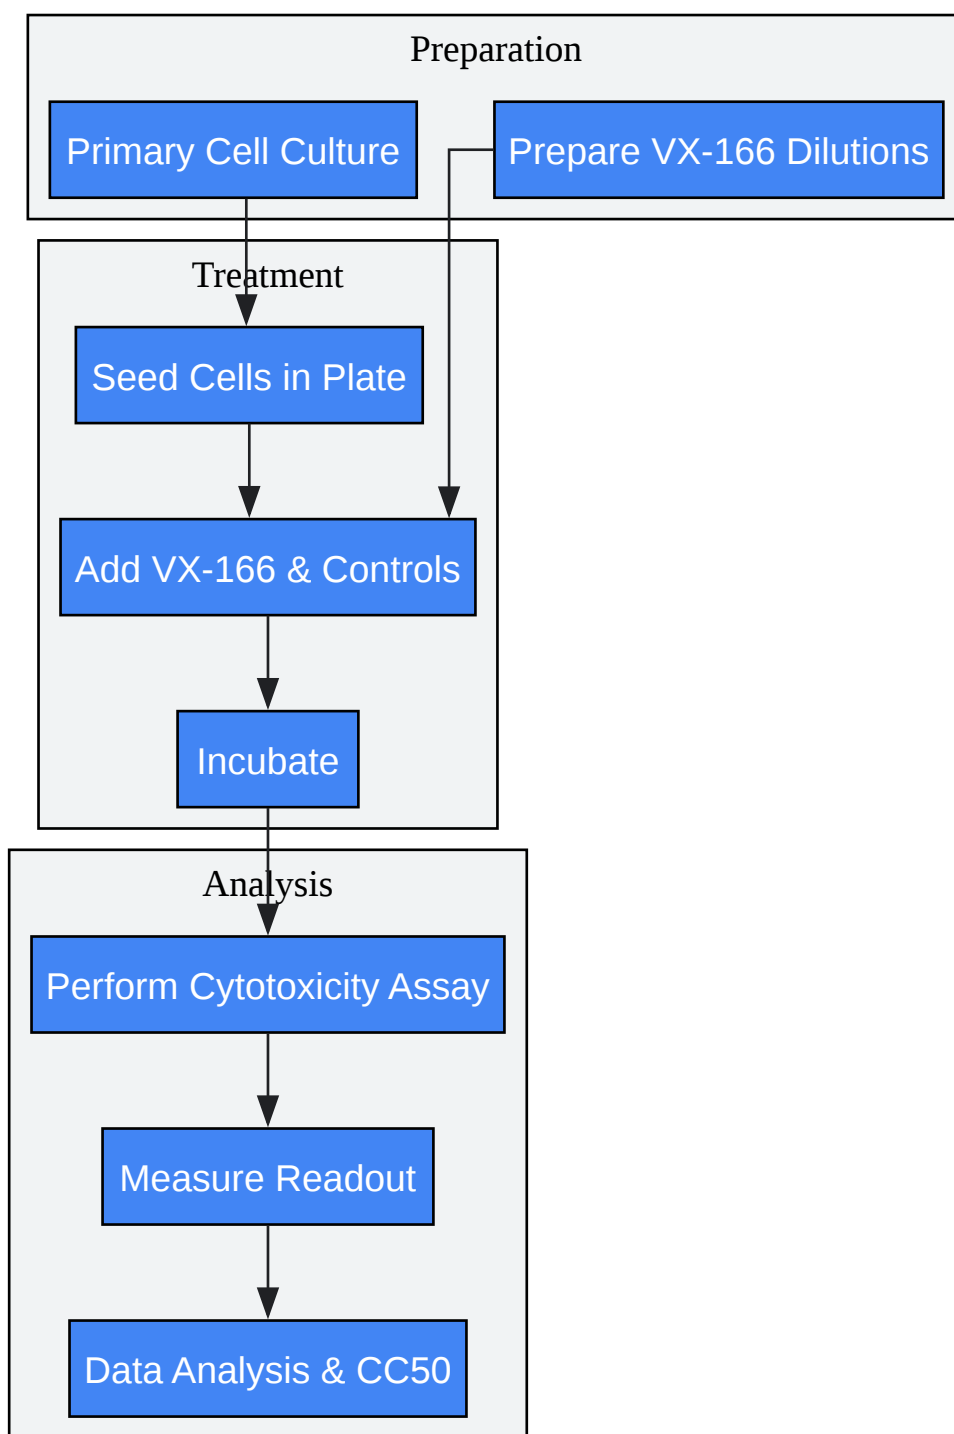 Preparation
Primary Cell Culture
Prepare VX-166 Dilutions
Treatment
Seed Cells in Plate
Add VX-166 & Controls
Incubate
Analysis
Perform Cytotoxicity Assay
Measure Readout
Data Analysis & CC50